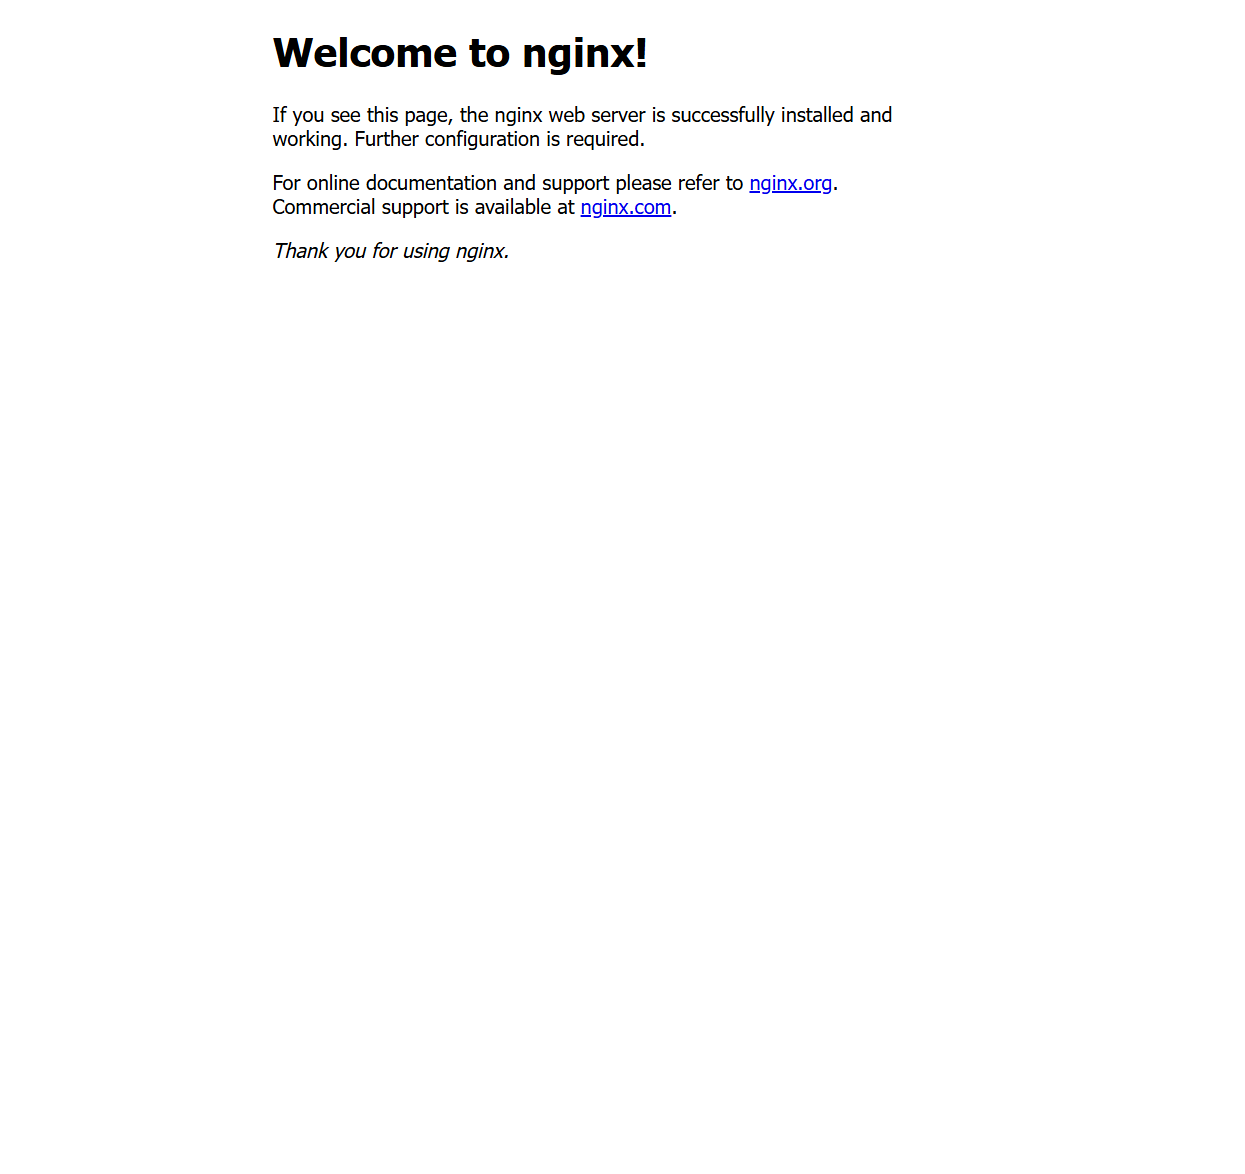 Welcome to nginx!
If you see this page, the nginx web server is successfully installed and
working. Further configuration is required.
For online documentation and support please refer to nginx.org.
Commercial support is available at nginx.com.
Thank you for using nginx.